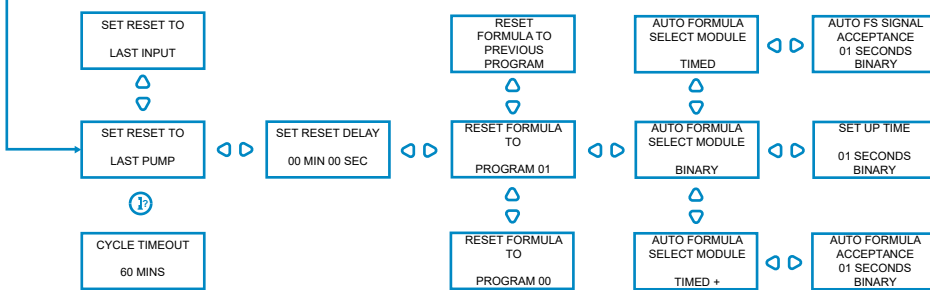 SET RESET TO
LAST INPUT
RESET
FORMULA TO
PREVIOUS
PROGRAM
AUTO FORMULA
SELECT MODULE
TIMED
AUTO FS SIGNAL
ACCEPTANCE
01 SECONDS
BINARY
SET RESET TO
LAST PUMP
SET RESET DELAY
00 MIN 00 SEC
RESET FORMULA
TO
PROGRAM 01
AUTO FORMULA
SELECT MODULE
BINARY
SET UP TIME
01 SECONDS
BINARY
?
CYCLE TIMEOUT
60 MINS
RESET FORMULA
TO
PROGRAM 00
AUTO FORMULA
SELECT MODULE
TIMED +
AUTO FORMULA
ACCEPTANCE
01 SECONDS
BINARY